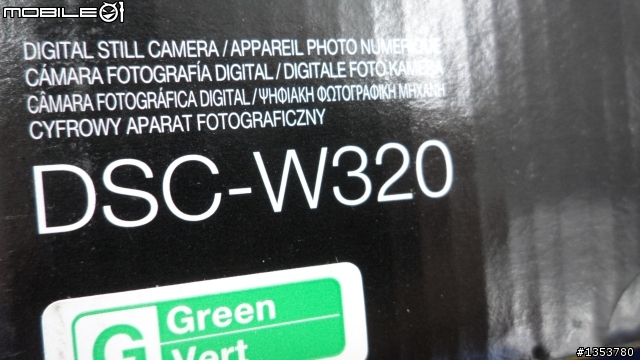 MOBILE01
DIGITAL STILL CAMERA / APPAREIL PHOTO NUMÉRIQUE
CÁMARA FOTOGRAFÍA DIGITAL / DIGITALE FOTO KAMERA
CÂMARA FOTOGRÁFICA DIGITAL / ΨΗΦΙΑΚΗ ΦΩΤΟΓΡΑΦΙΚΗ ΜΗΧΑΝΗ
CYFROWY APARAT FOTOGRAFICZNY
DSC-W320
G Green
Vert
#1353780